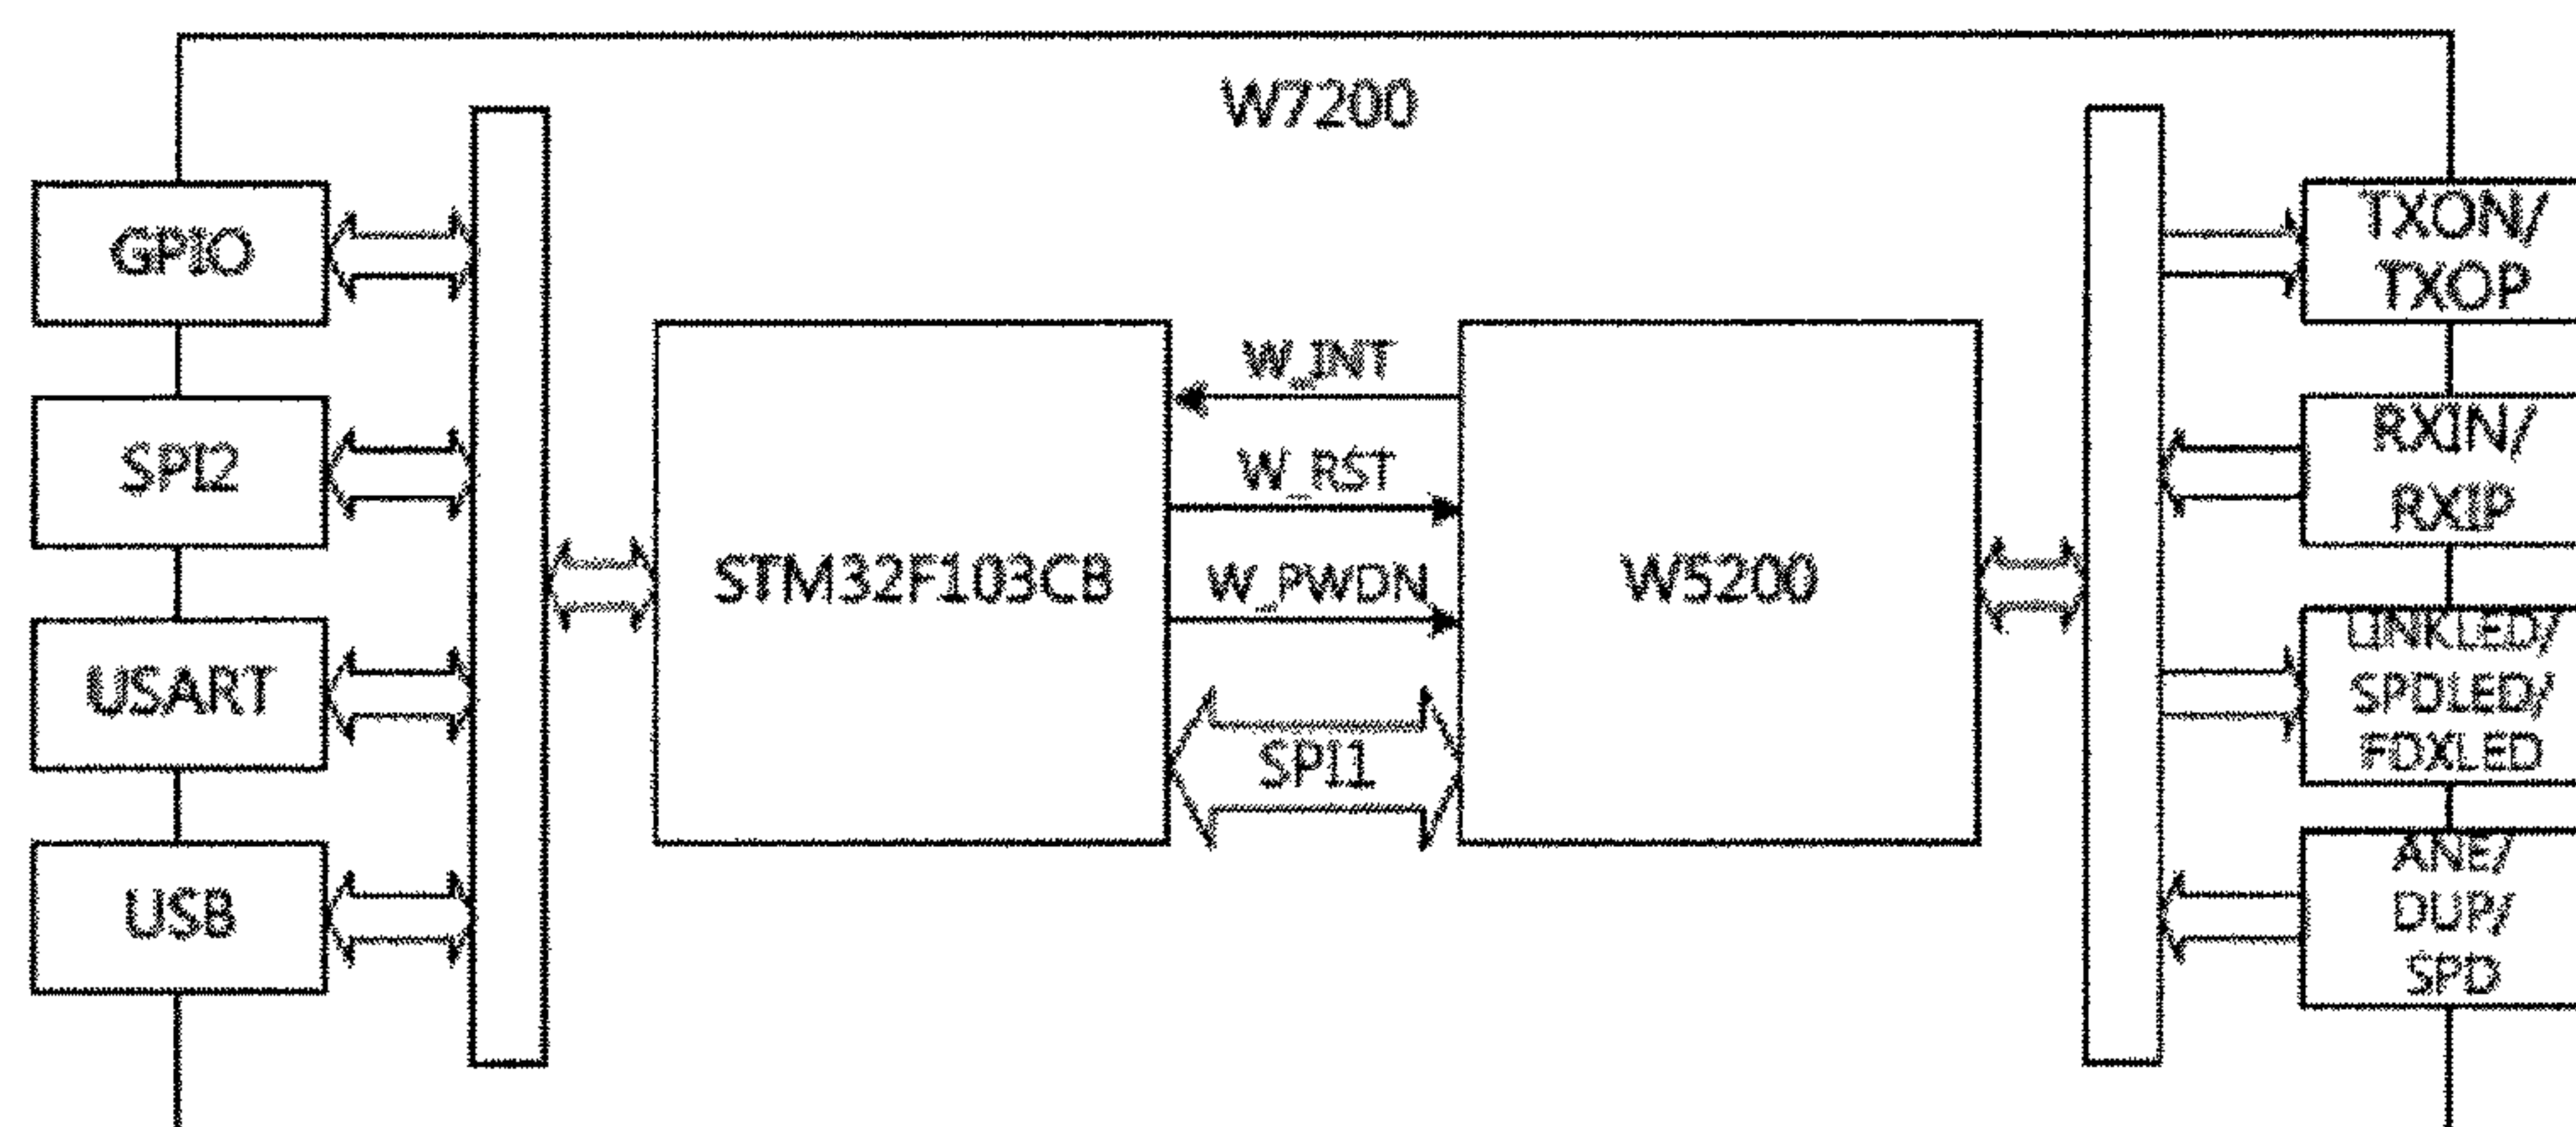 W7200
GPIO
SPI2
USART
USB
STM32F103CB
W_INT
W_RST
W_PWDN
SPI1
W5200
TXON/
TXOP
RXIN/
RXIP
LINKLED/
SPDLED/
FDXLED
ANE/
DUP/
SPD